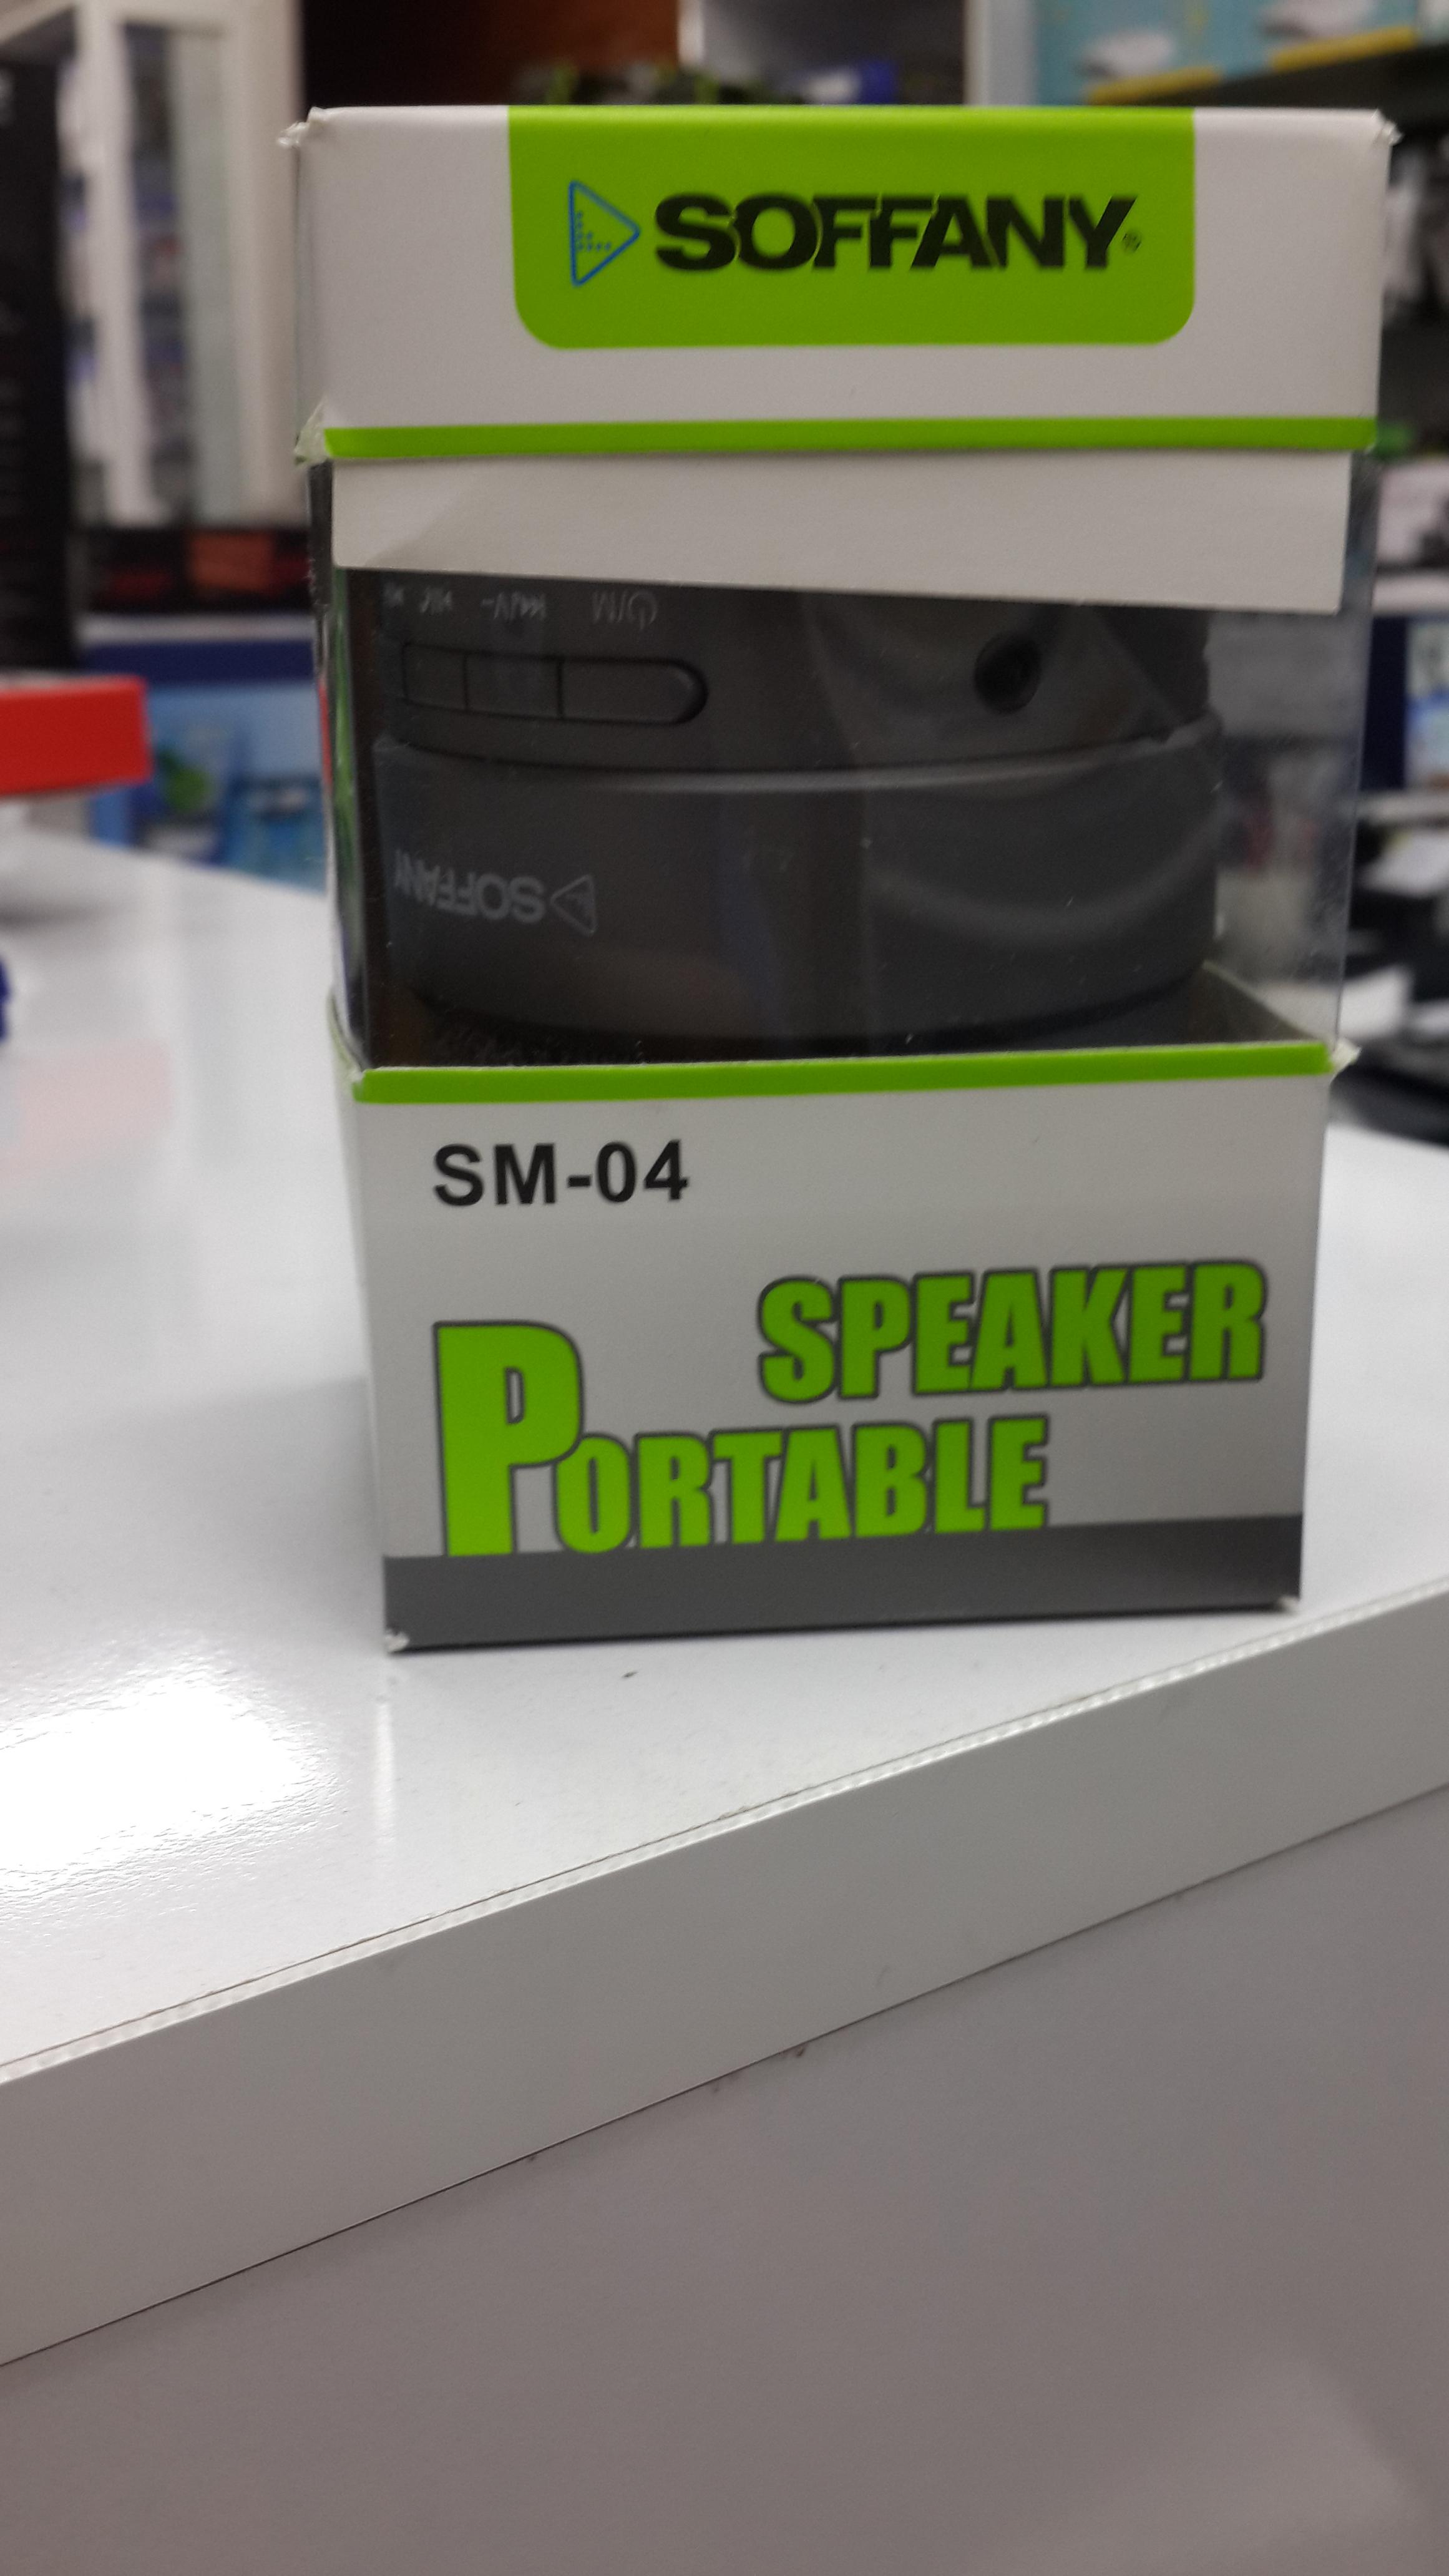 SOFFANY®
M
V-
SOFFANY
SM-04
SPEAKER
PORTABLE